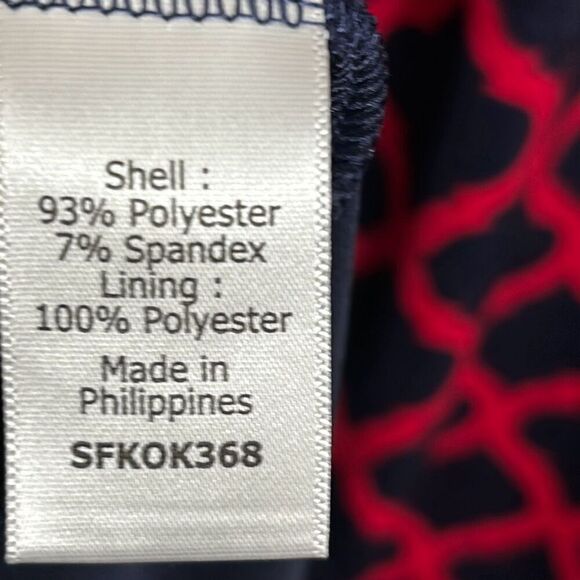 Shell :
93% Polyester
7% Spandex
Lining :
100% Polyester
Made in
Philippines
SFKOK368